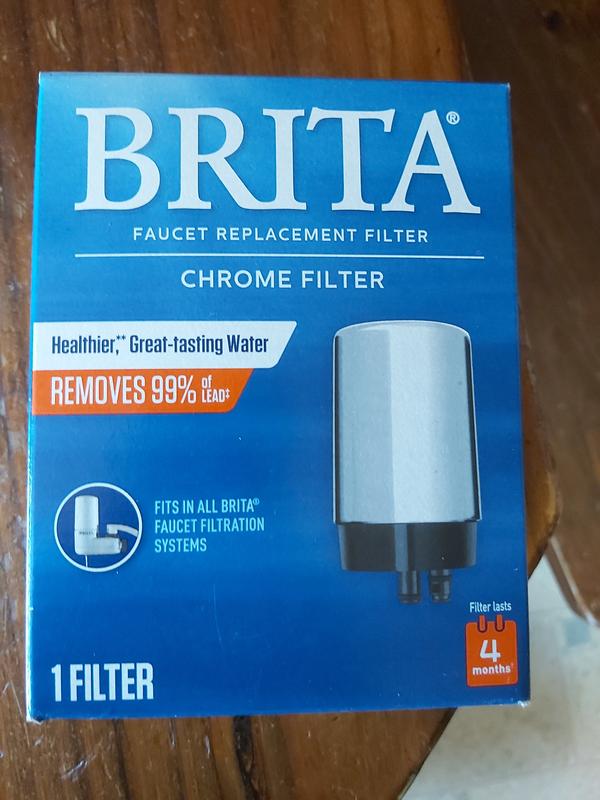 BRITA®
FAUCET REPLACEMENT FILTER
CHROME FILTER
Healthier,** Great-tasting Water
REMOVES 99% of LEAD‡
FITS IN ALL BRITA®
FAUCET FILTRATION
SYSTEMS
Filter lasts
4
months†
1 FILTER